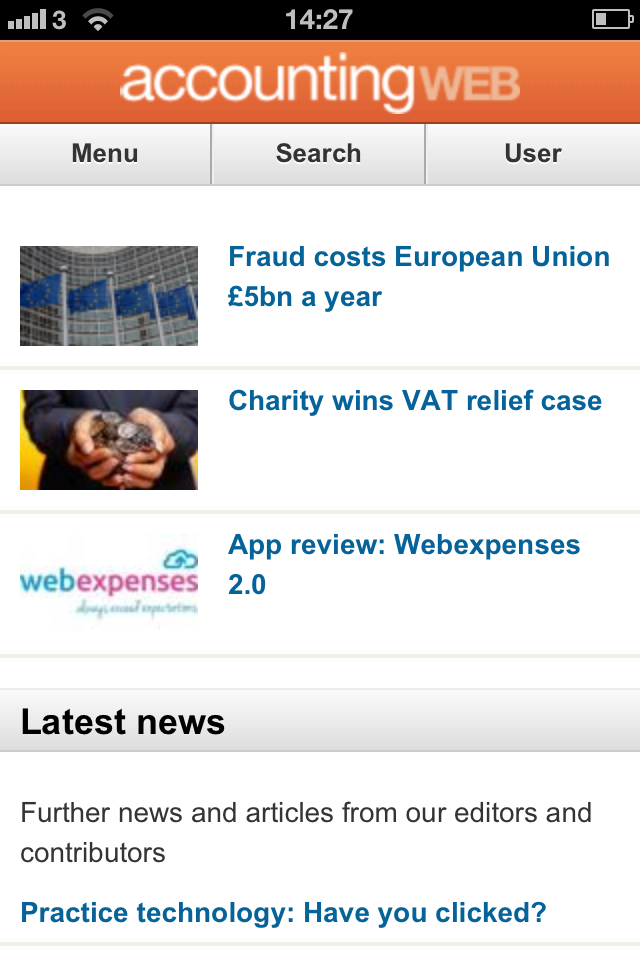 3 14:27
accountingWEB
Menu Search User
Fraud costs European Union
£5bn a year
Charity wins VAT relief case
App review: Webexpenses
2.0
webexpenses
always exceed expectations
Latest news
Further news and articles from our editors and
contributors
Practice technology: Have you clicked?